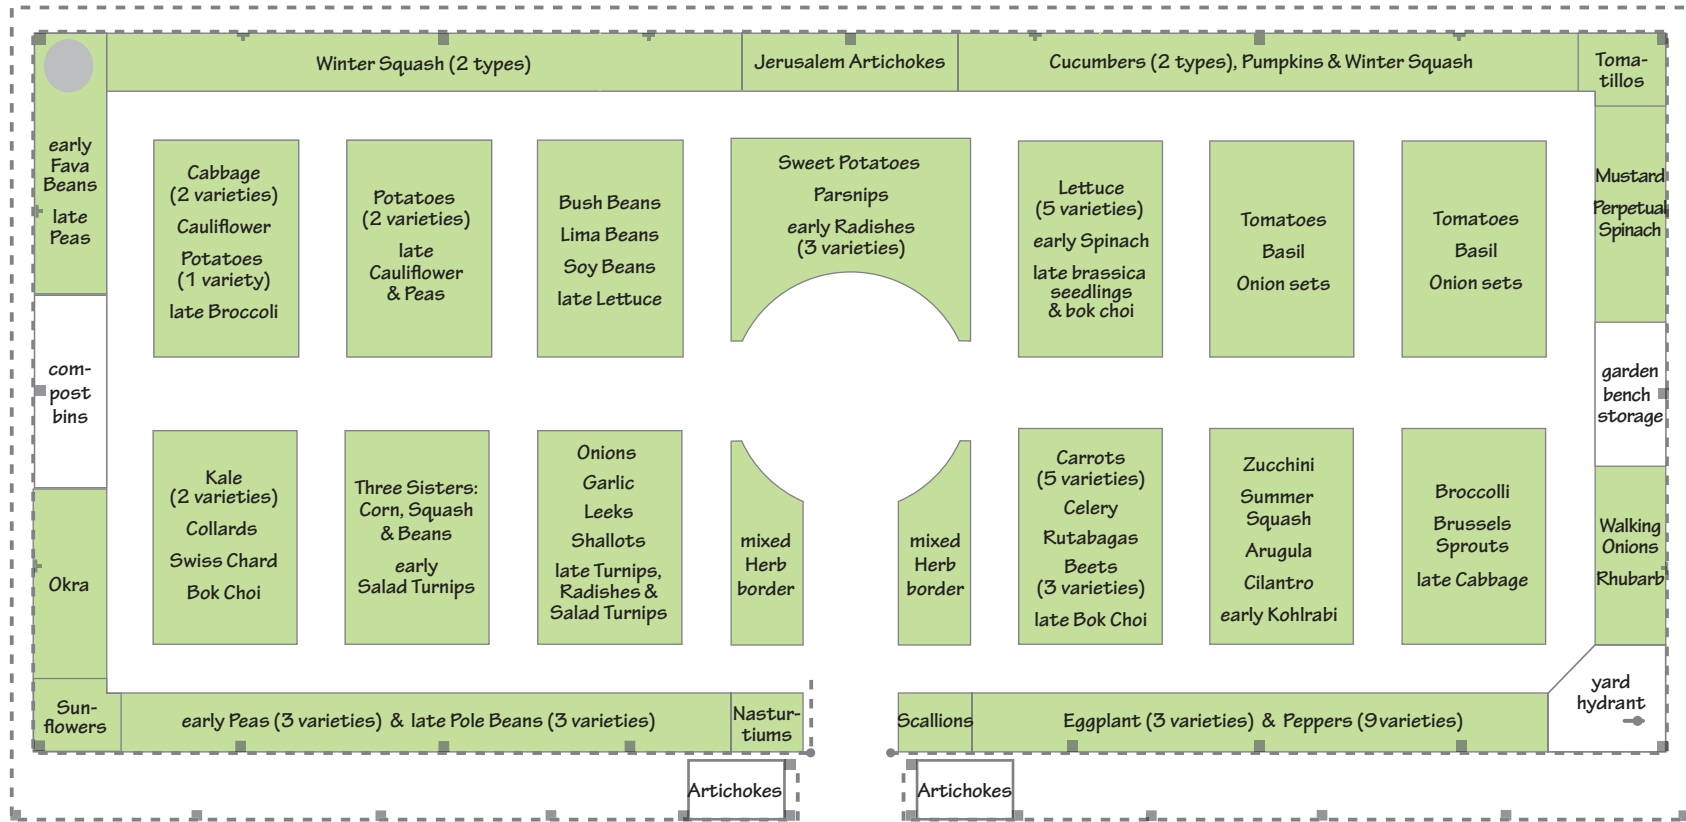 Winter Squash (2 types)
Jerusalem Artichokes
Cucumbers (2 types), Pumpkins & Winter Squash
Toma-
tillos
early
Fava
Beans
late
Peas
Cabbage
(2 varieties)
Cauliflower
Potatoes
(1 variety)
late Broccoli
Potatoes
(2 varieties)
late
Cauliflower
& Peas
Bush Beans
Lima Beans
Soy Beans
late Lettuce
Sweet Potatoes
Parsnips
early Radishes
(3 varieties)
Lettuce
(5 varieties)
early Spinach
late brassica
seedlings
& bok choi
Tomatoes
Basil
Onion sets
Tomatoes
Basil
Onion sets
Mustard
Perpetual
Spinach
com-
post
bins
garden
bench
storage
Okra
Kale
(2 varieties)
Collards
Swiss Chard
Bok Choi
Three Sisters:
Corn, Squash
& Beans
early
Salad Turnips
Onions
Garlic
Leeks
Shallots
late Turnips,
Radishes &
Salad Turnips
mixed
Herb
border
mixed
Herb
border
Carrots
(5 varieties)
Celery
Rutabagas
Beets
(3 varieties)
late Bok Choi
Zucchini
Summer
Squash
Arugula
Cilantro
early Kohlrabi
Broccolli
Brussels
Sprouts
late Cabbage
Walking
Onions
Rhubarb
Sun-
flowers
early Peas (3 varieties) & late Pole Beans (3 varieties)
Nastur-
tiums
Scallions
Eggplant (3 varieties) & Peppers (9 varieties)
yard
hydrant
Artichokes
Artichokes